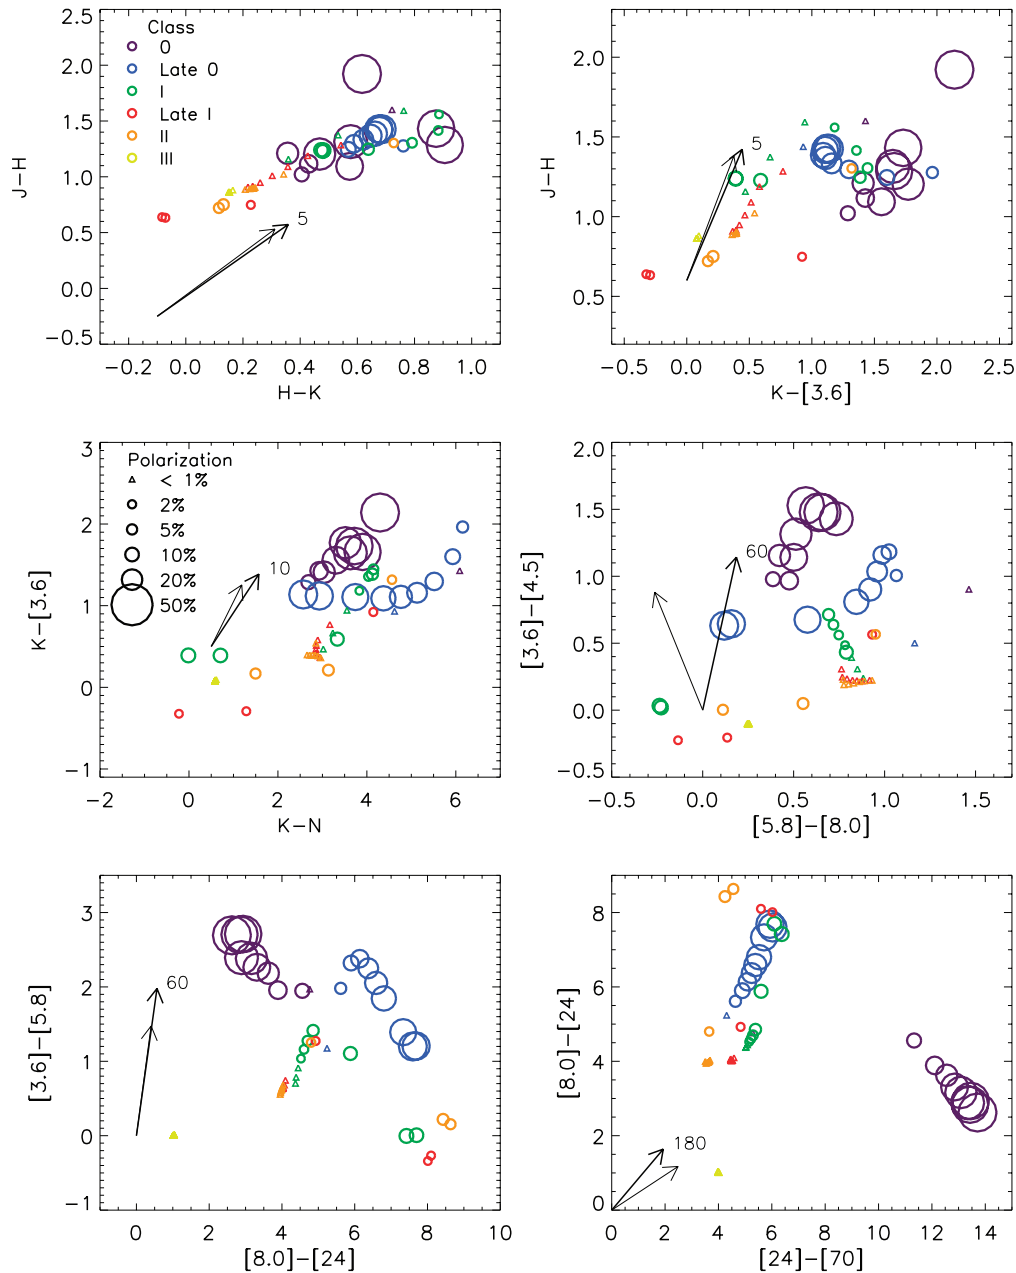 2.5
2.0
1.5
1.0
0.5
0.0
−0.5
J−H
Class
0
Late 0
I
Late I
II
III
5
−0.2 0.0 0.2 0.4 0.6 0.8 1.0
H−K
2.0
1.5
1.0
0.5
J−H
5
−0.5 0.0 0.5 1.0 1.5 2.0 2.5
K−[3.6]
3
2
1
0
−1
K−[3.6]
Polarization
< 1%
2%
5%
10%
20%
50%
10
−2 0 2 4 6
K−N
2.0
1.5
1.0
0.5
0.0
−0.5
[3.6]−[4.5]
60
−0.5 0.0 0.5 1.0 1.5
[5.8]−[8.0]
3
2
1
0
−1
[3.6]−[5.8]
60
0 2 4 6 8 10
[8.0]−[24]
8
6
4
2
0
[8.0]−[24]
180
0 2 4 6 8 10 12 14
[24]−[70]